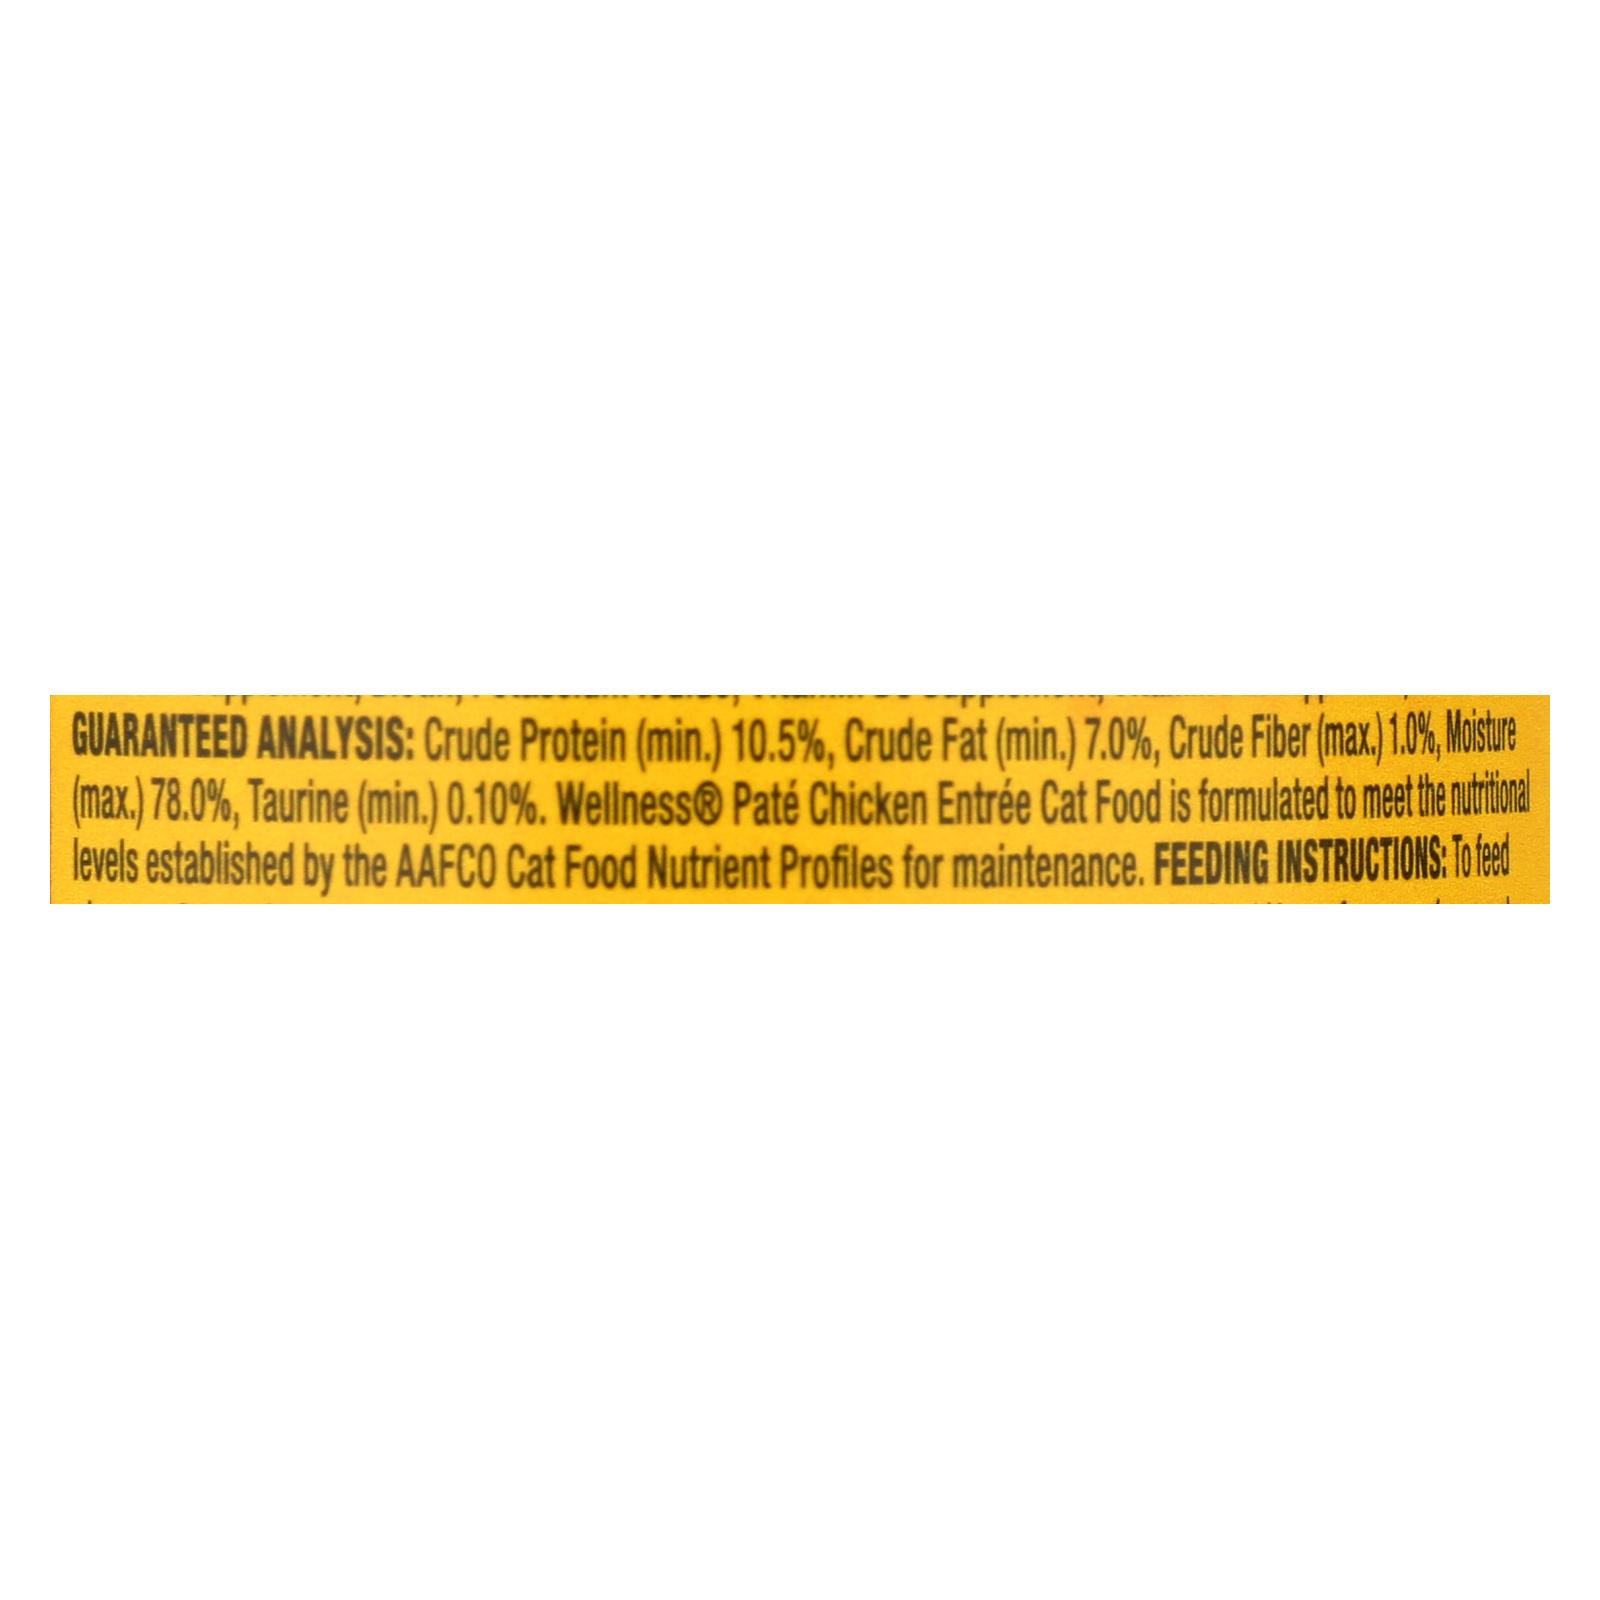 GUARANTEED ANALYSIS: Crude Protein (min.) 10.5%, Crude Fat (min.) 7.0%, Crude Fiber (max.) 1.0%, Moisture
(max.) 78.0%, Taurine (min.) 0.10%. Wellness® Paté Chicken Entrée Cat Food is formulated to meet the nutritional
levels established by the AAFCO Cat Food Nutrient Profiles for maintenance. FEEDING INSTRUCTIONS: To feed